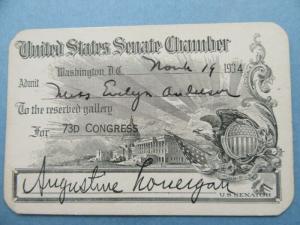 United States Senate Chamber
Washington, D.C. March 19 1934
Admit Miss Evelyn Anderson
To the reserved gallery
For 73D CONGRESS
Augustine Lonergan
U.S. SENATOR